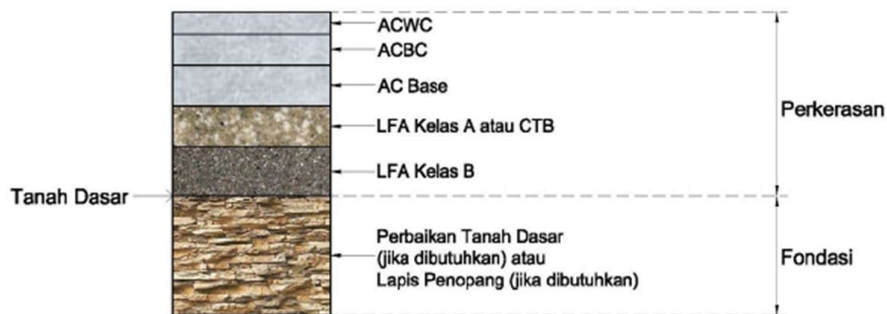 ACWC
ACBC
AC Base
LFA Kelas A atau CTB
LFA Kelas B
Perkerasan
Tanah Dasar
Perbaikan Tanah Dasar
(jika dibutuhkan) atau
Lapis Penopang (jika dibutuhkan)
Fondasi